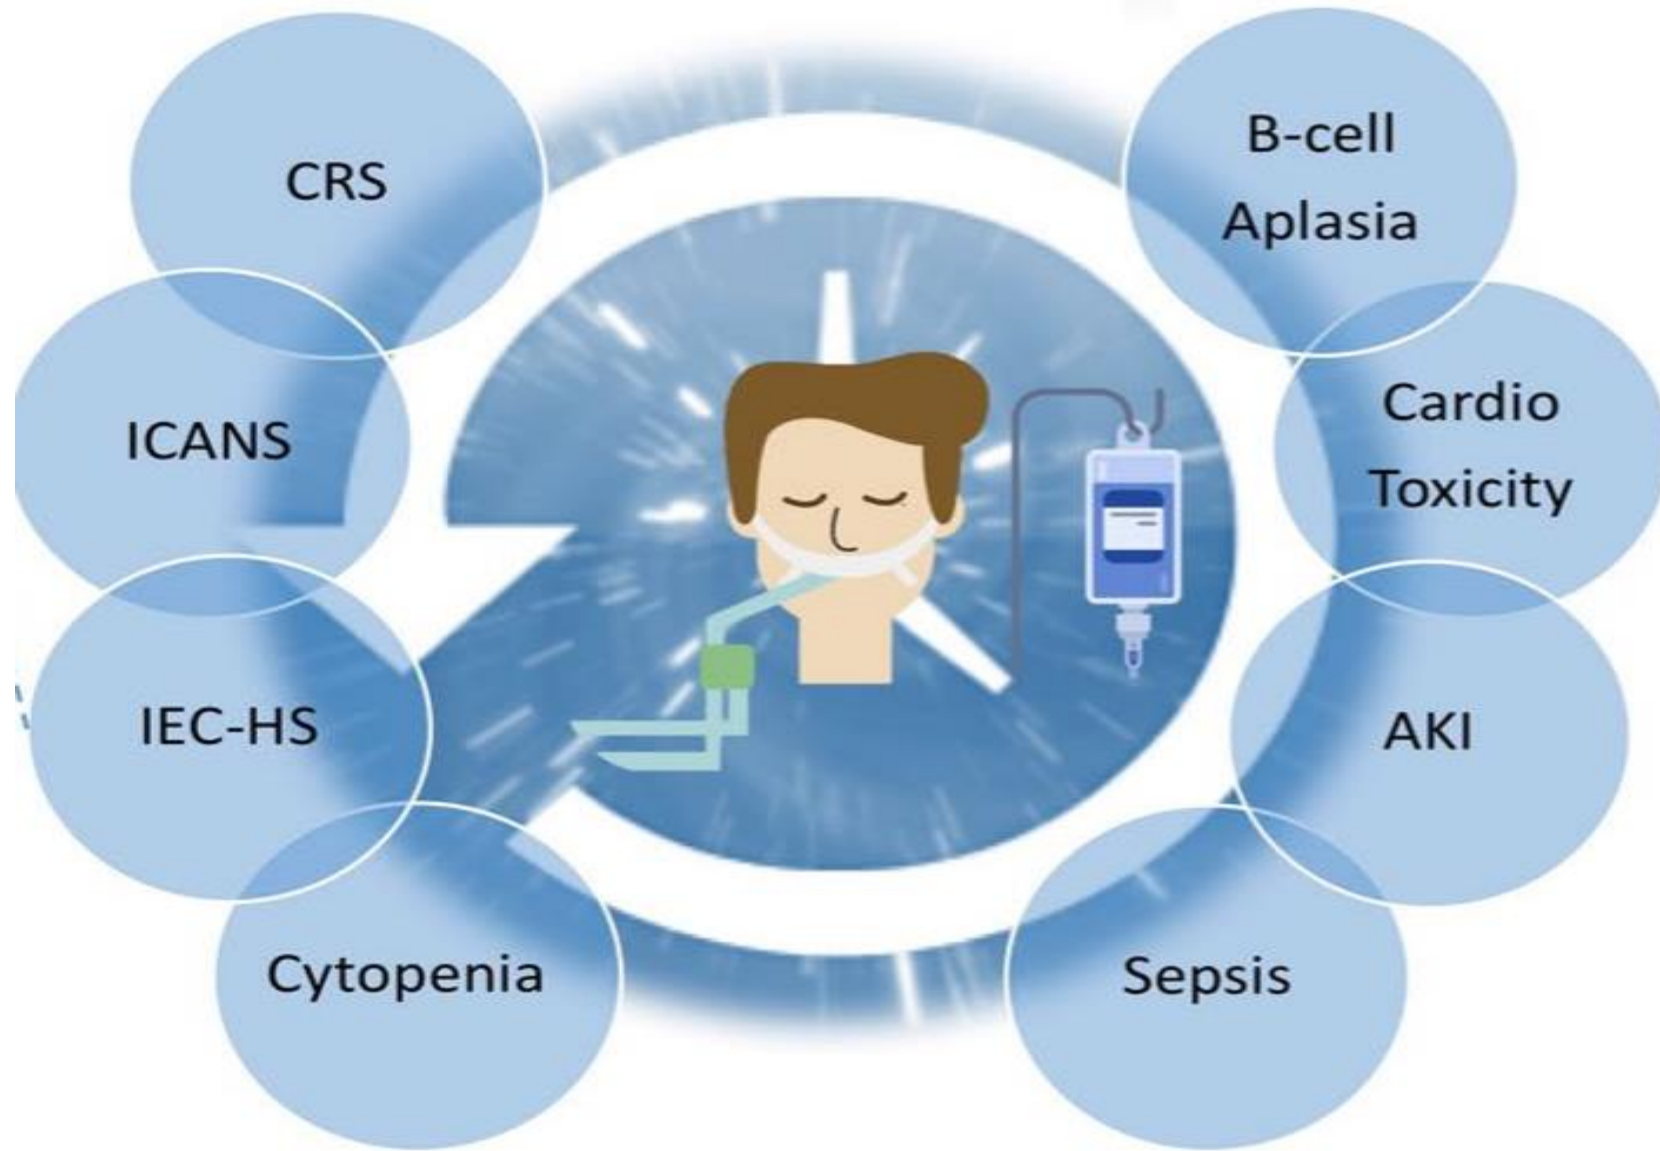 CRS
ICANS
IEC-HS
Cytopenia
B-cell
Aplasia
Cardio
Toxicity
AKI
Sepsis